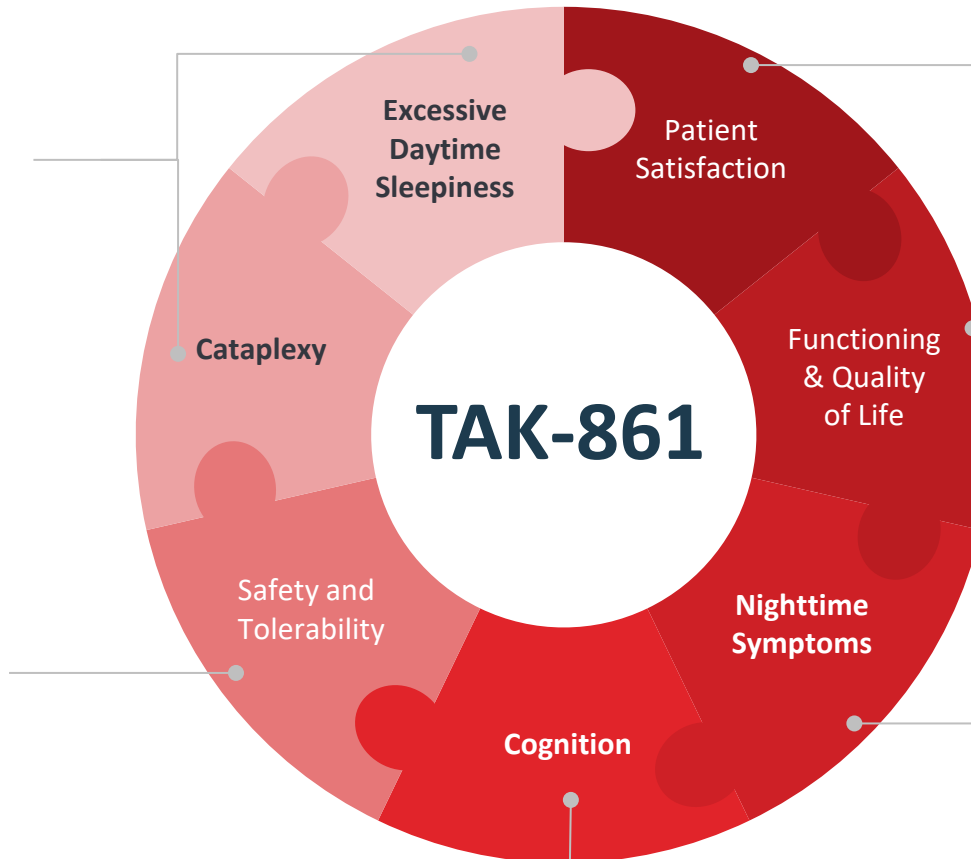 Excessive
Daytime
Sleepiness
Patient
Satisfaction
Cataplexy
Functioning
& Quality
of Life
TAK-861
Safety and
Tolerability
Nighttime
Symptoms
Cognition